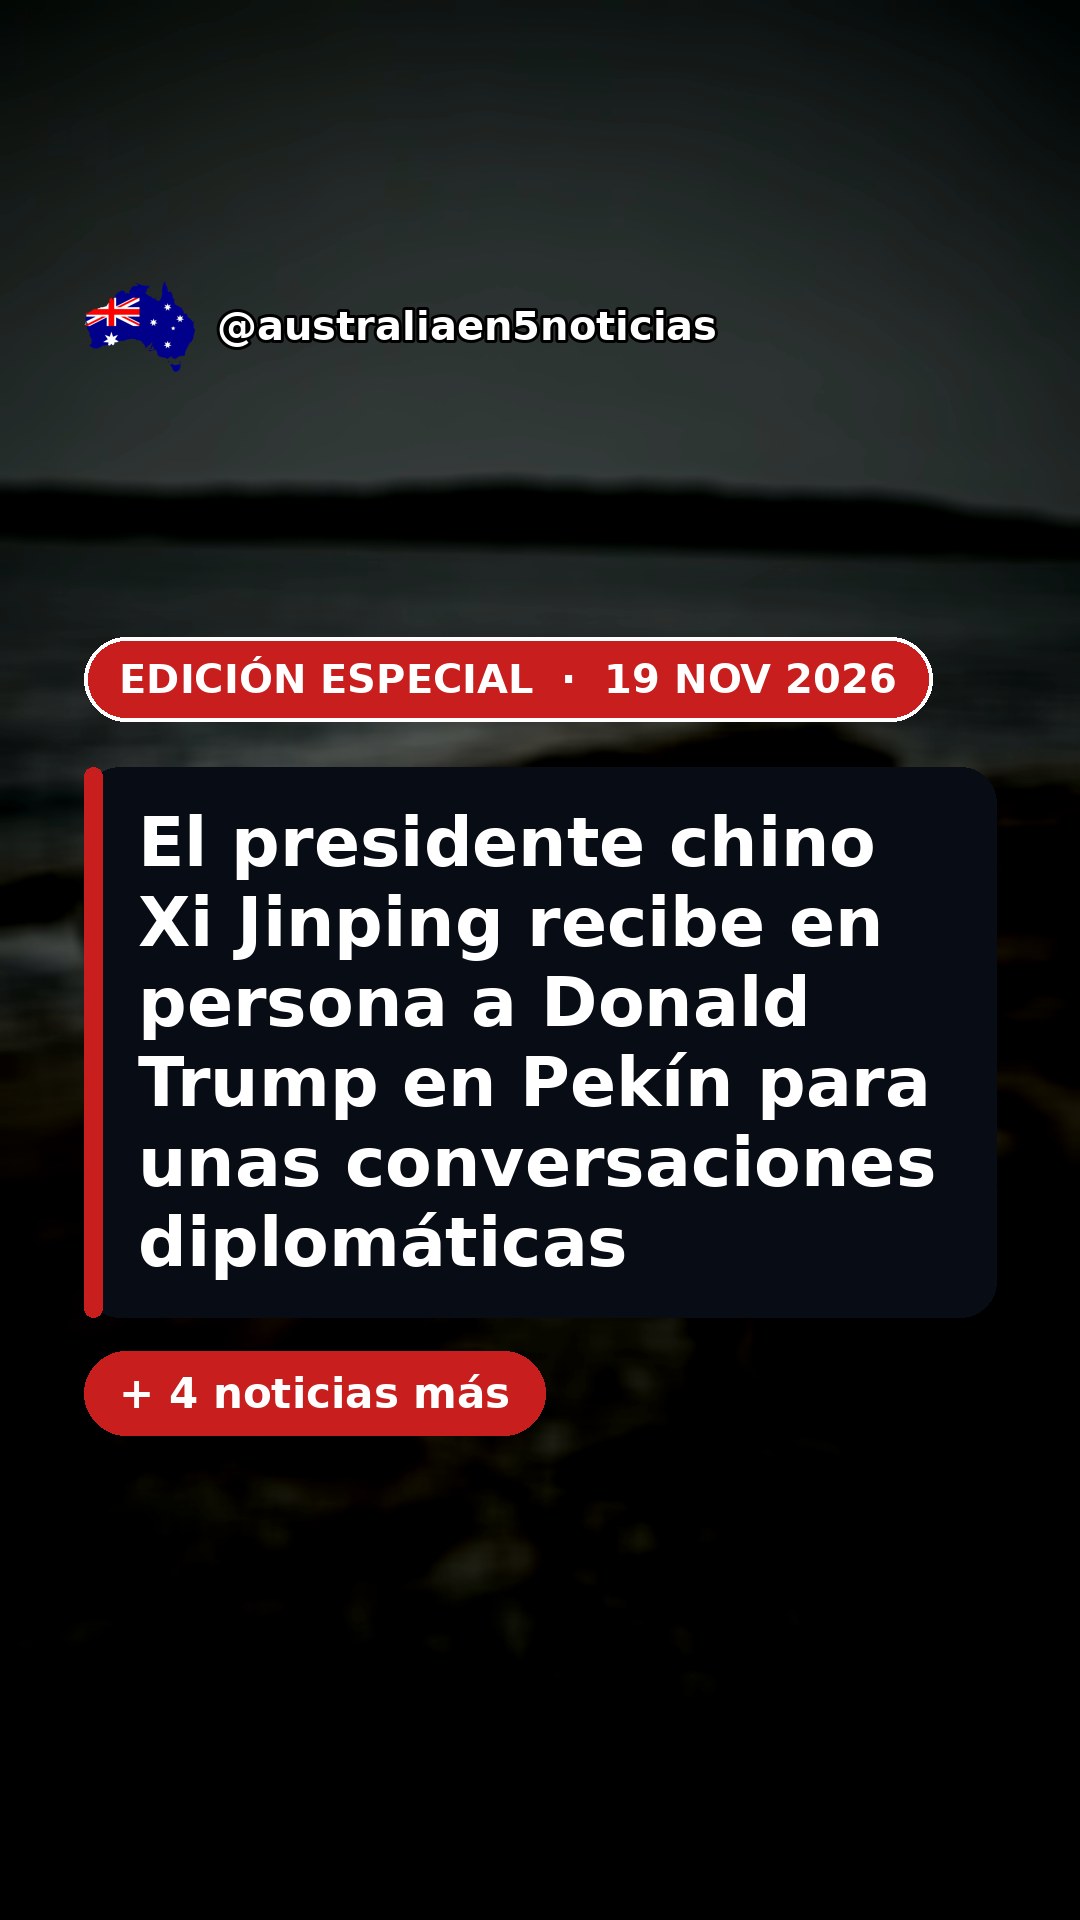 @australiaen5noticias
EDICIÓN ESPECIAL · 19 NOV 2026
El presidente chino
Xi Jinping recibe en
persona a Donald
Trump en Pekín para
unas conversaciones
diplomáticas
+ 4 noticias más